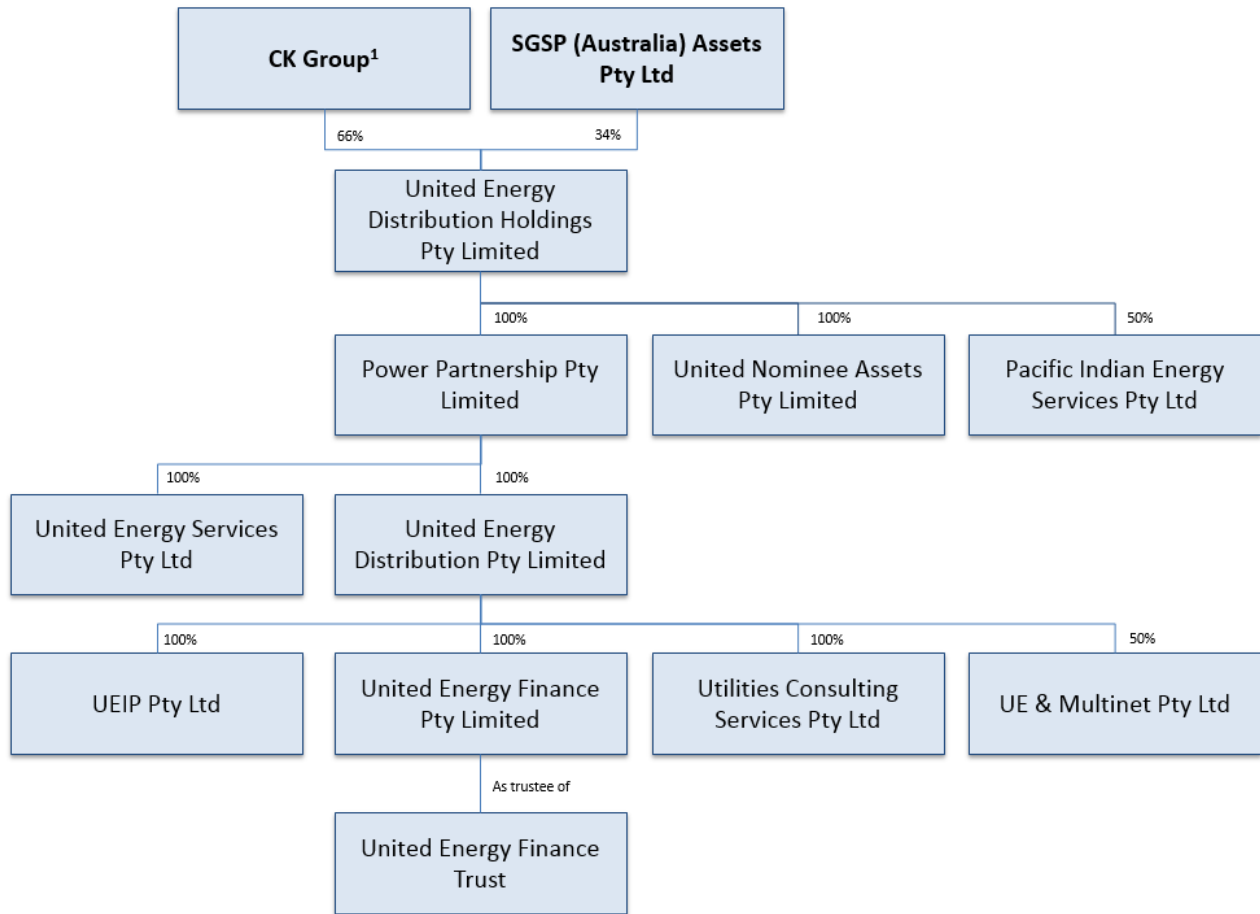 CK Group¹
SGSP (Australia) Assets
Pty Ltd
66%
34%
United Energy
Distribution Holdings
Pty Limited
100%
100%
50%
Power Partnership Pty
Limited
United Nominee Assets
Pty Limited
Pacific Indian Energy
Services Pty Ltd
100%
100%
United Energy Services
Pty Ltd
United Energy
Distribution Pty Limited
100%
100%
100%
50%
UEIP Pty Ltd
United Energy Finance
Pty Limited
Utilities Consulting
Services Pty Ltd
UE & Multinet Pty Ltd
As trustee of
United Energy Finance
Trust